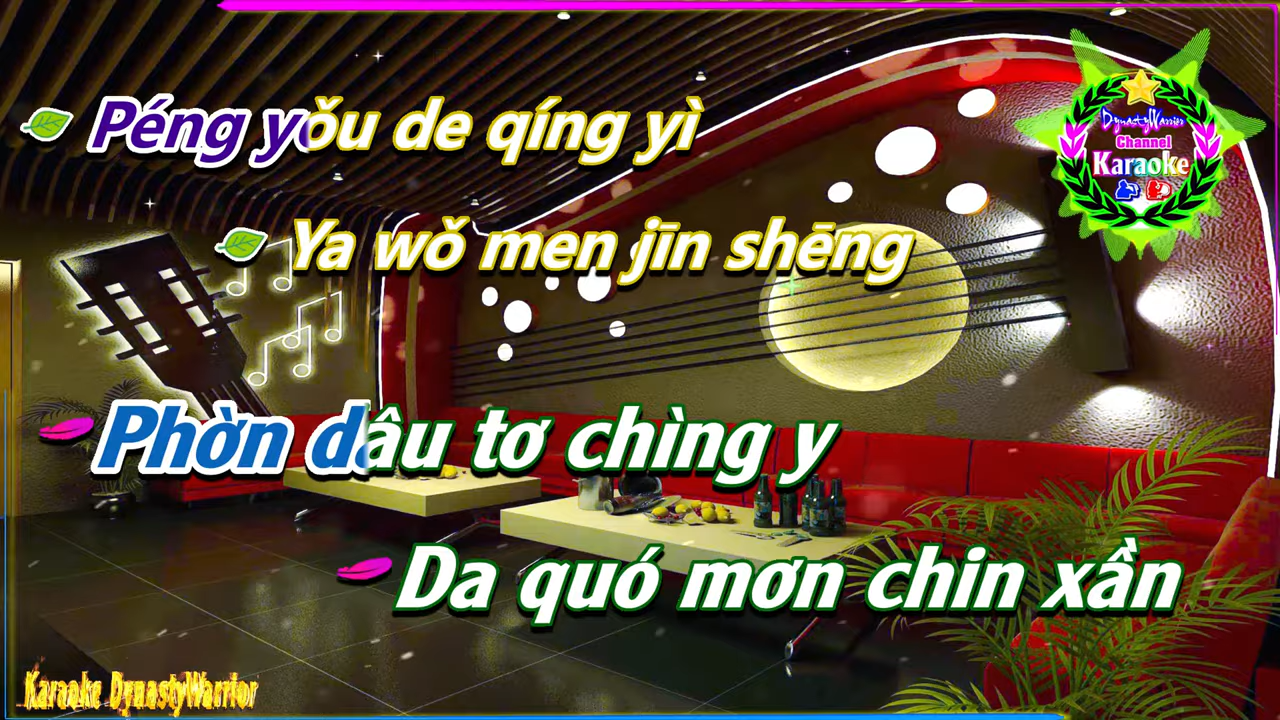 Péng yǒu de qíng yì
Ya wǒ men jīn shēng
Phờn dâu tơ chìng y
Da quó mơn chin xần
DynastyWarrior
Channel
Karaoke
Karaoke DynastyWarrior